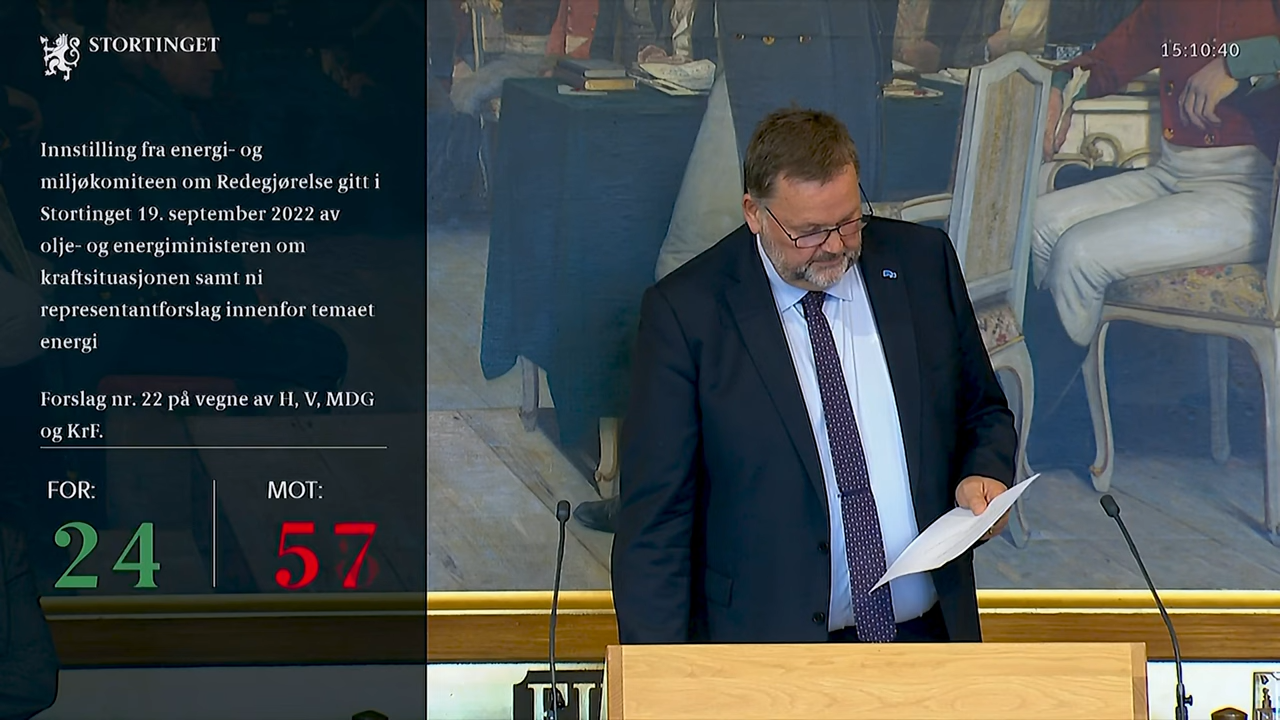 STORTINGET
15:10:40
Innstilling fra energi- og
miljøkomiteen om Redegjørelse gitt i
Stortinget 19. september 2022 av
olje- og energiministeren om
kraftsituasjonen samt ni
representantforslag innenfor temaet
energi
Forslag nr. 22 på vegne av H, V, MDG
og KrF.
FOR:
MOT:
24
57